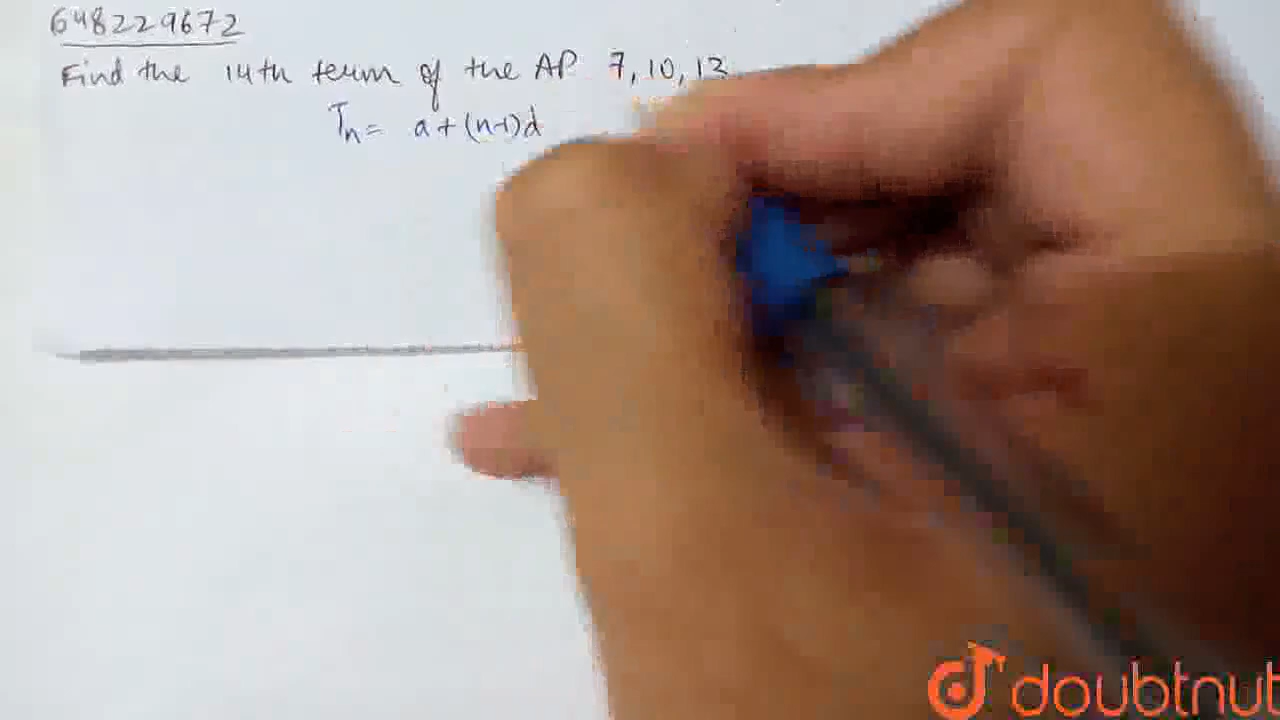 648229672
Find the 14th term of the AP 7, 10, 13
Tn = a + (n-1)d
doubtnut